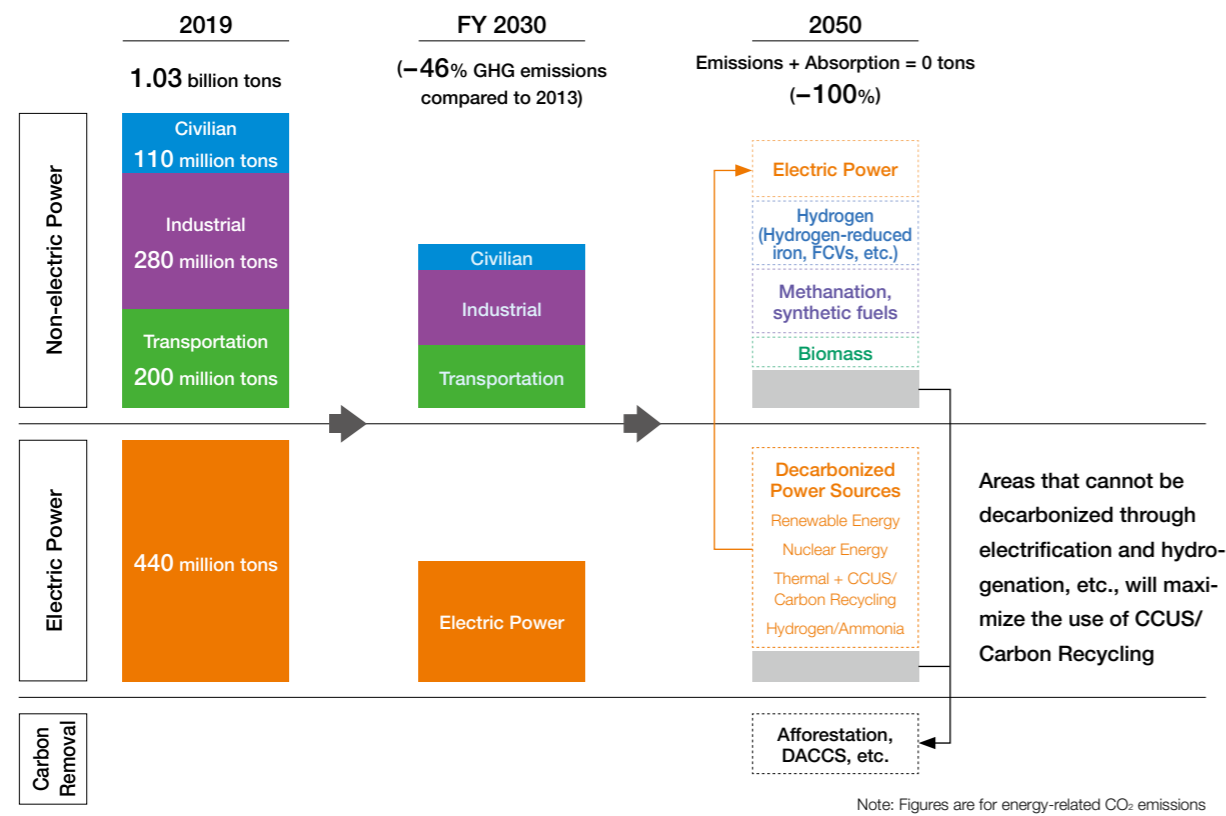 2019
1.03 billion tons
FY 2030
(−46% GHG emissions
compared to 2013)
2050
Emissions + Absorption = 0 tons
(−100%)
Non-electric Power
Civilian
110 million tons
Industrial
280 million tons
Transportation
200 million tons
Civilian
Industrial
Transportation
Electric Power
Hydrogen
(Hydrogen-reduced
iron, FCVs, etc.)
Methanation,
synthetic fuels
Biomass
Electric Power
440 million tons
Electric Power
Decarbonized
Power Sources
Renewable Energy
Nuclear Energy
Thermal + CCUS/
Carbon Recycling
Hydrogen/Ammonia
Areas that cannot be
decarbonized through
electrification and hydro-
genation, etc., will maxi-
mize the use of CCUS/
Carbon Recycling
Carbon
Removal
Afforestation,
DACCS, etc.
Note: Figures are for energy-related CO₂ emissions